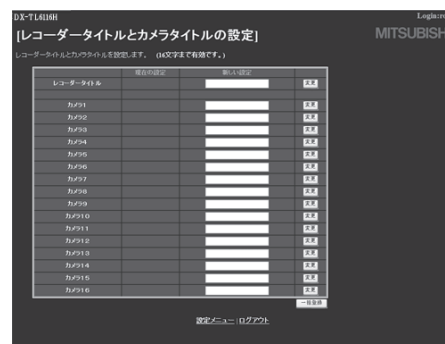 DX-TL6116H
Login:ro
[レコーダータイトルとカメラタイトルの設定]
MITSUBISH
レコーダータイトルとカメラタイトルを設定します。 (16文字まで有効です。)
現在の設定 新しい設定
レコーダータイトル 変更
カメラ1 変更
カメラ2 変更
カメラ3 変更
カメラ4 変更
カメラ5 変更
カメラ6 変更
カメラ7 変更
カメラ8 変更
カメラ9 変更
カメラ10 変更
カメラ11 変更
カメラ12 変更
カメラ13 変更
カメラ14 変更
カメラ15 変更
カメラ16 変更
一括登録
設定メニュー | ログアウト